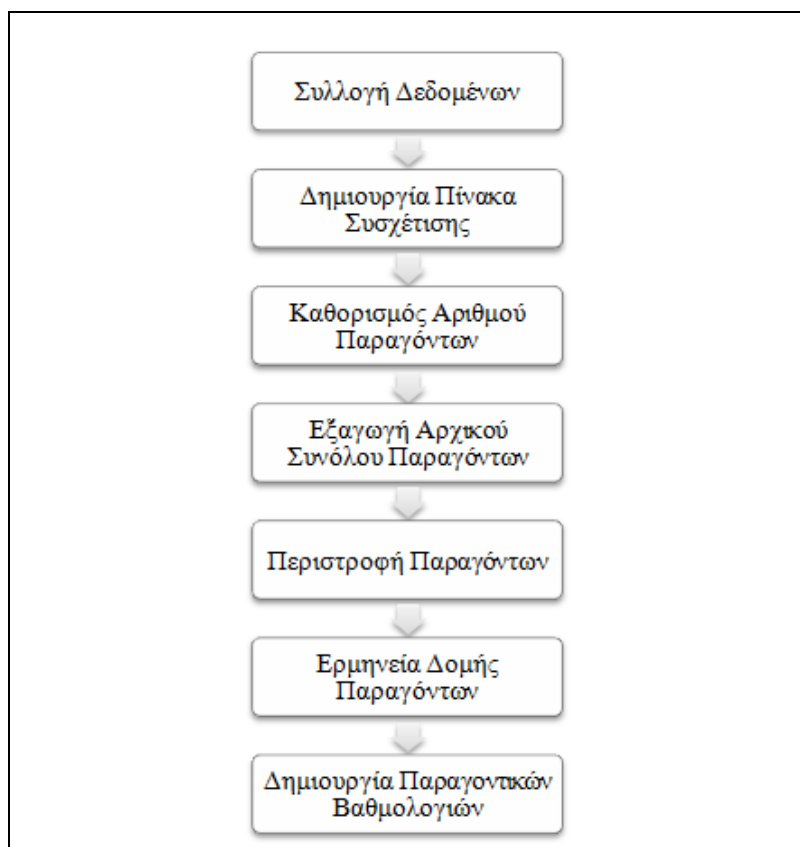 Συλλογή Δεδομένων
Δημιουργία Πίνακα
Συσχέτισης
Καθορισμός Αριθμού
Παραγόντων
Εξαγωγή Αρχικού
Συνόλου Παραγόντων
Περιστροφή Παραγόντων
Ερμηνεία Δομής
Παραγόντων
Δημιουργία Παραγοντικών
Βαθμολογιών